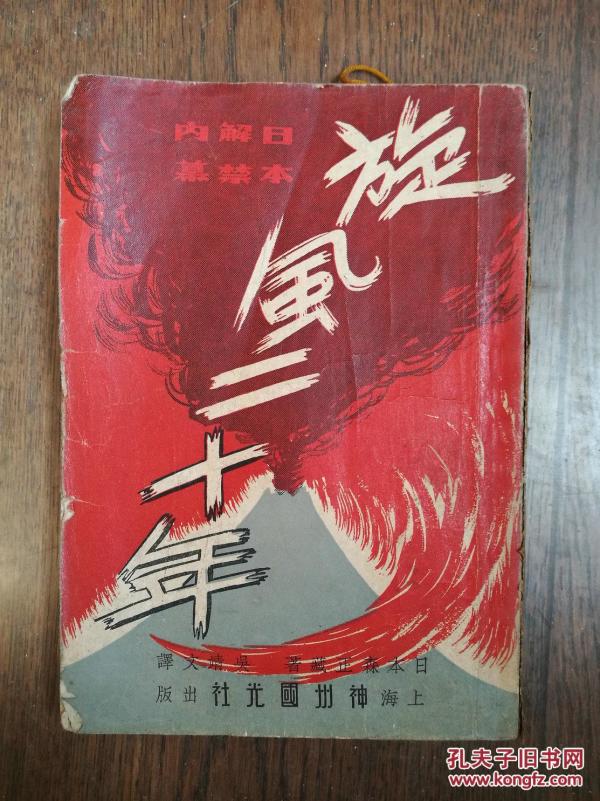 旋風二十年
日本解禁內幕
日本森正藏著 吳靖文譯
上海神州國光社出版
孔夫子旧书网
www.kongfz.com